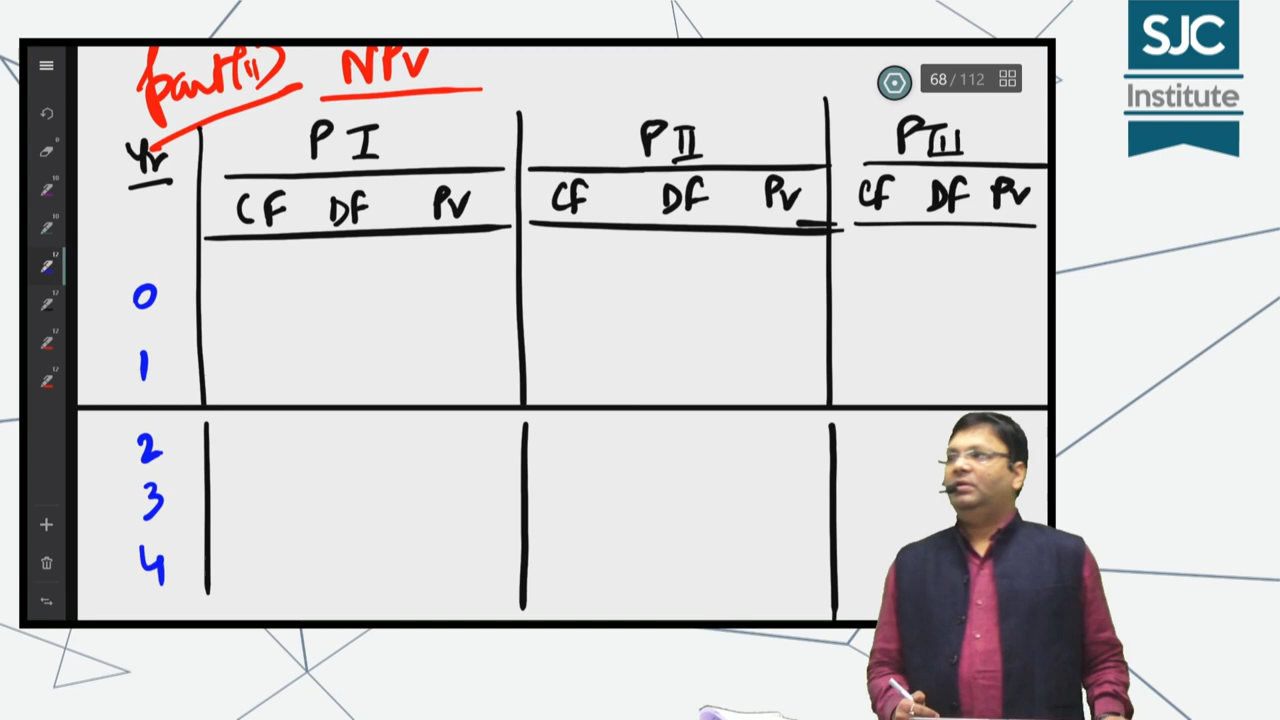 SJC
Institute
part(ii) NPV
68 / 112
Yr P I P II P III
CF DF PV CF DF PV CF DF PV
0
1
2
3
4